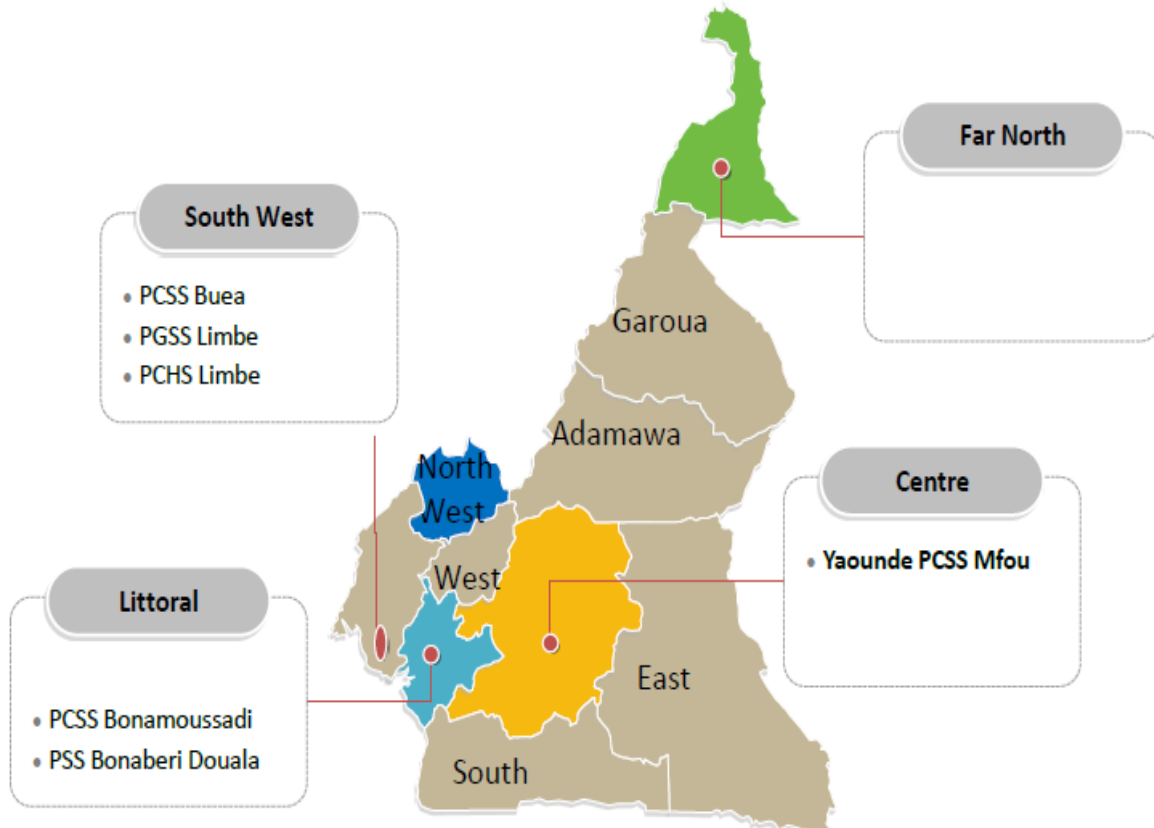 Far North
South West
• PCSS Buea
• PGSS Limbe
• PCHS Limbe
Garoua
Adamawa
North
West
Centre
• Yaounde PCSS Mfou
West
Littoral
• PCSS Bonamoussadi
• PSS Bonaberi Douala
East
South